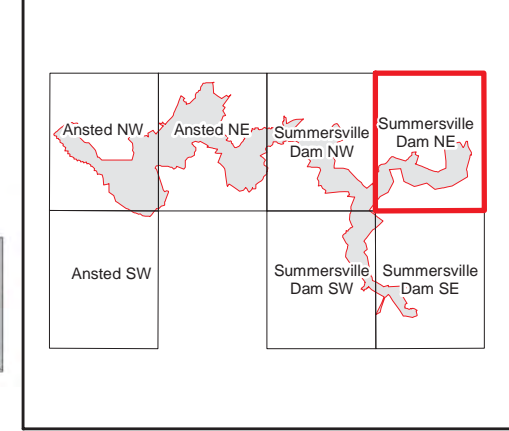 Ansted NW
Ansted NE
Summersville
Dam NW
Summersville
Dam NE
Ansted SW
Summersville
Dam SW
Summersville
Dam SE